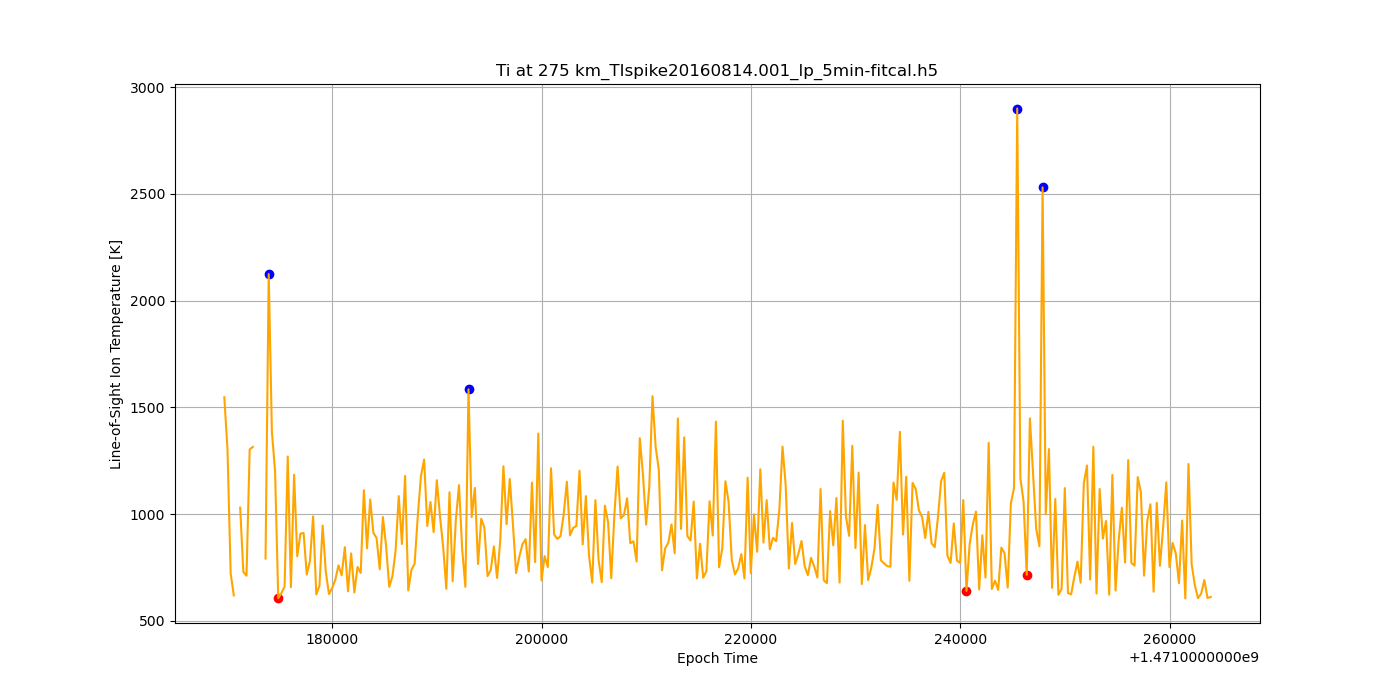 Ti at 275 km_TIspike20160814.001_lp_5min-fitcal.h5
Line-of-Sight Ion Temperature [K]
3000
2500
2000
1500
1000
500
180000 200000 220000 240000 260000
Epoch Time
+1.4710000000e9